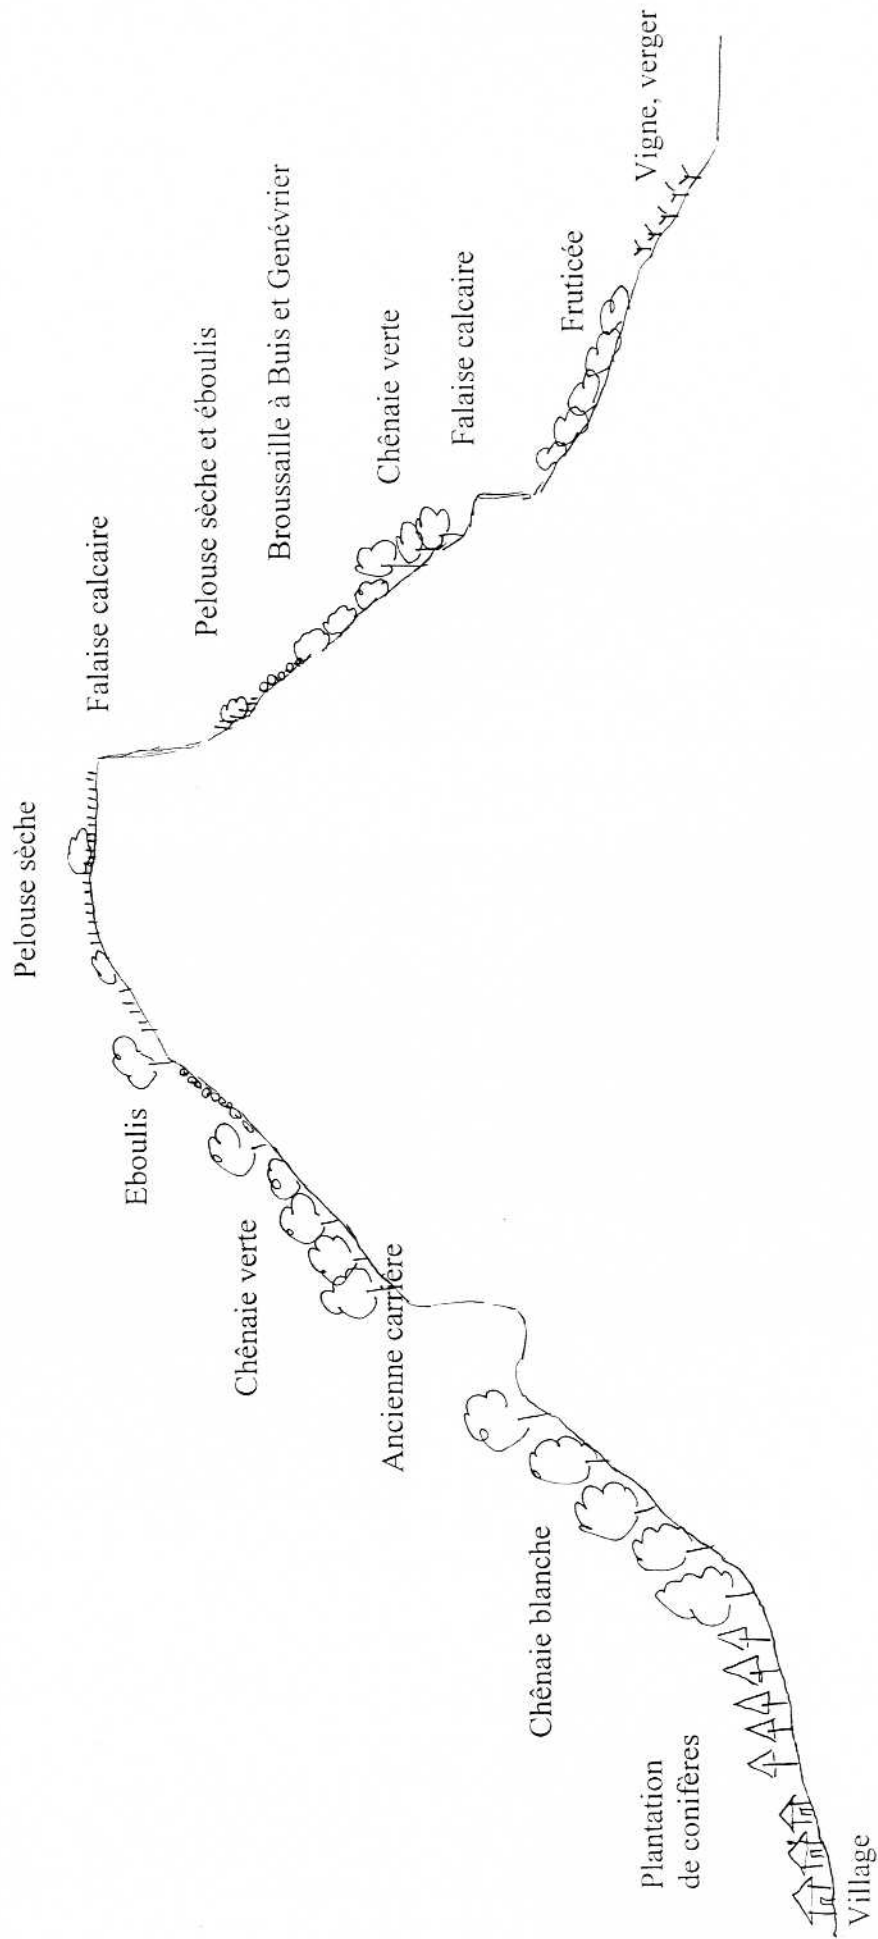 Village
Plantation
de conifères
Chênaie blanche
Ancienne carrière
Chênaie verte
Eboulis
Pelouse sèche
Falaise calcaire
Pelouse sèche et éboulis
Broussaille à Buis et Genévrier
Chênaie verte
Falaise calcaire
Fruticée
Vigne, verger